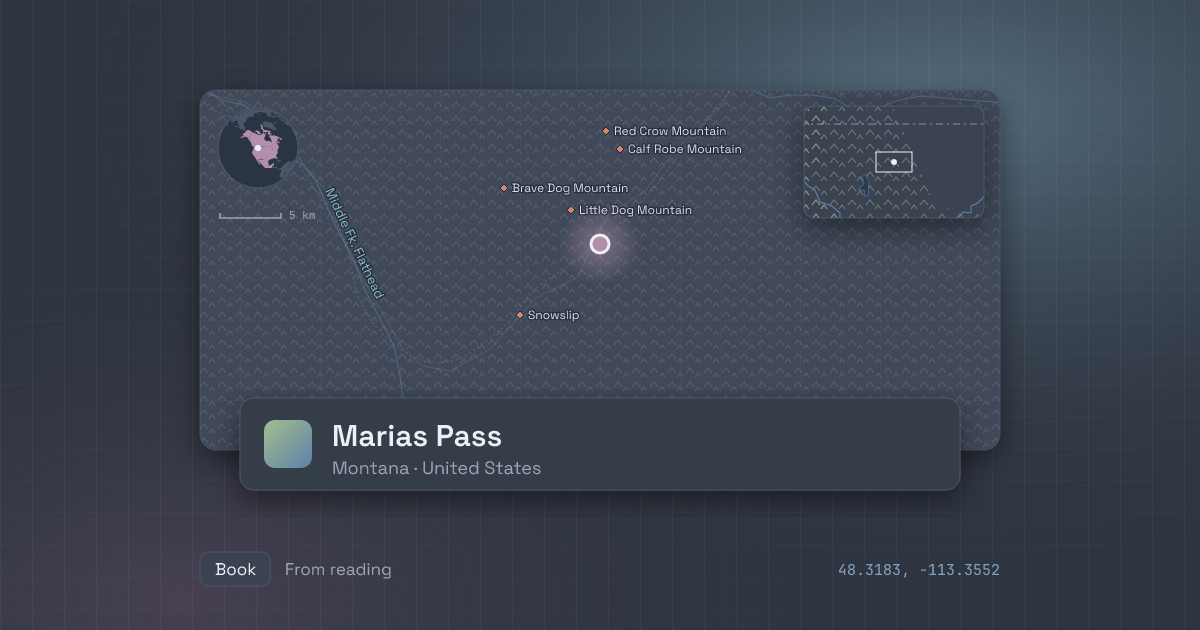 Red Crow Mountain
Calf Robe Mountain
Brave Dog Mountain
Little Dog Mountain
5 km
Middle Fk. Flathead
Snowslip
Marias Pass
Montana · United States
Book
From reading
48.3183, -113.3552